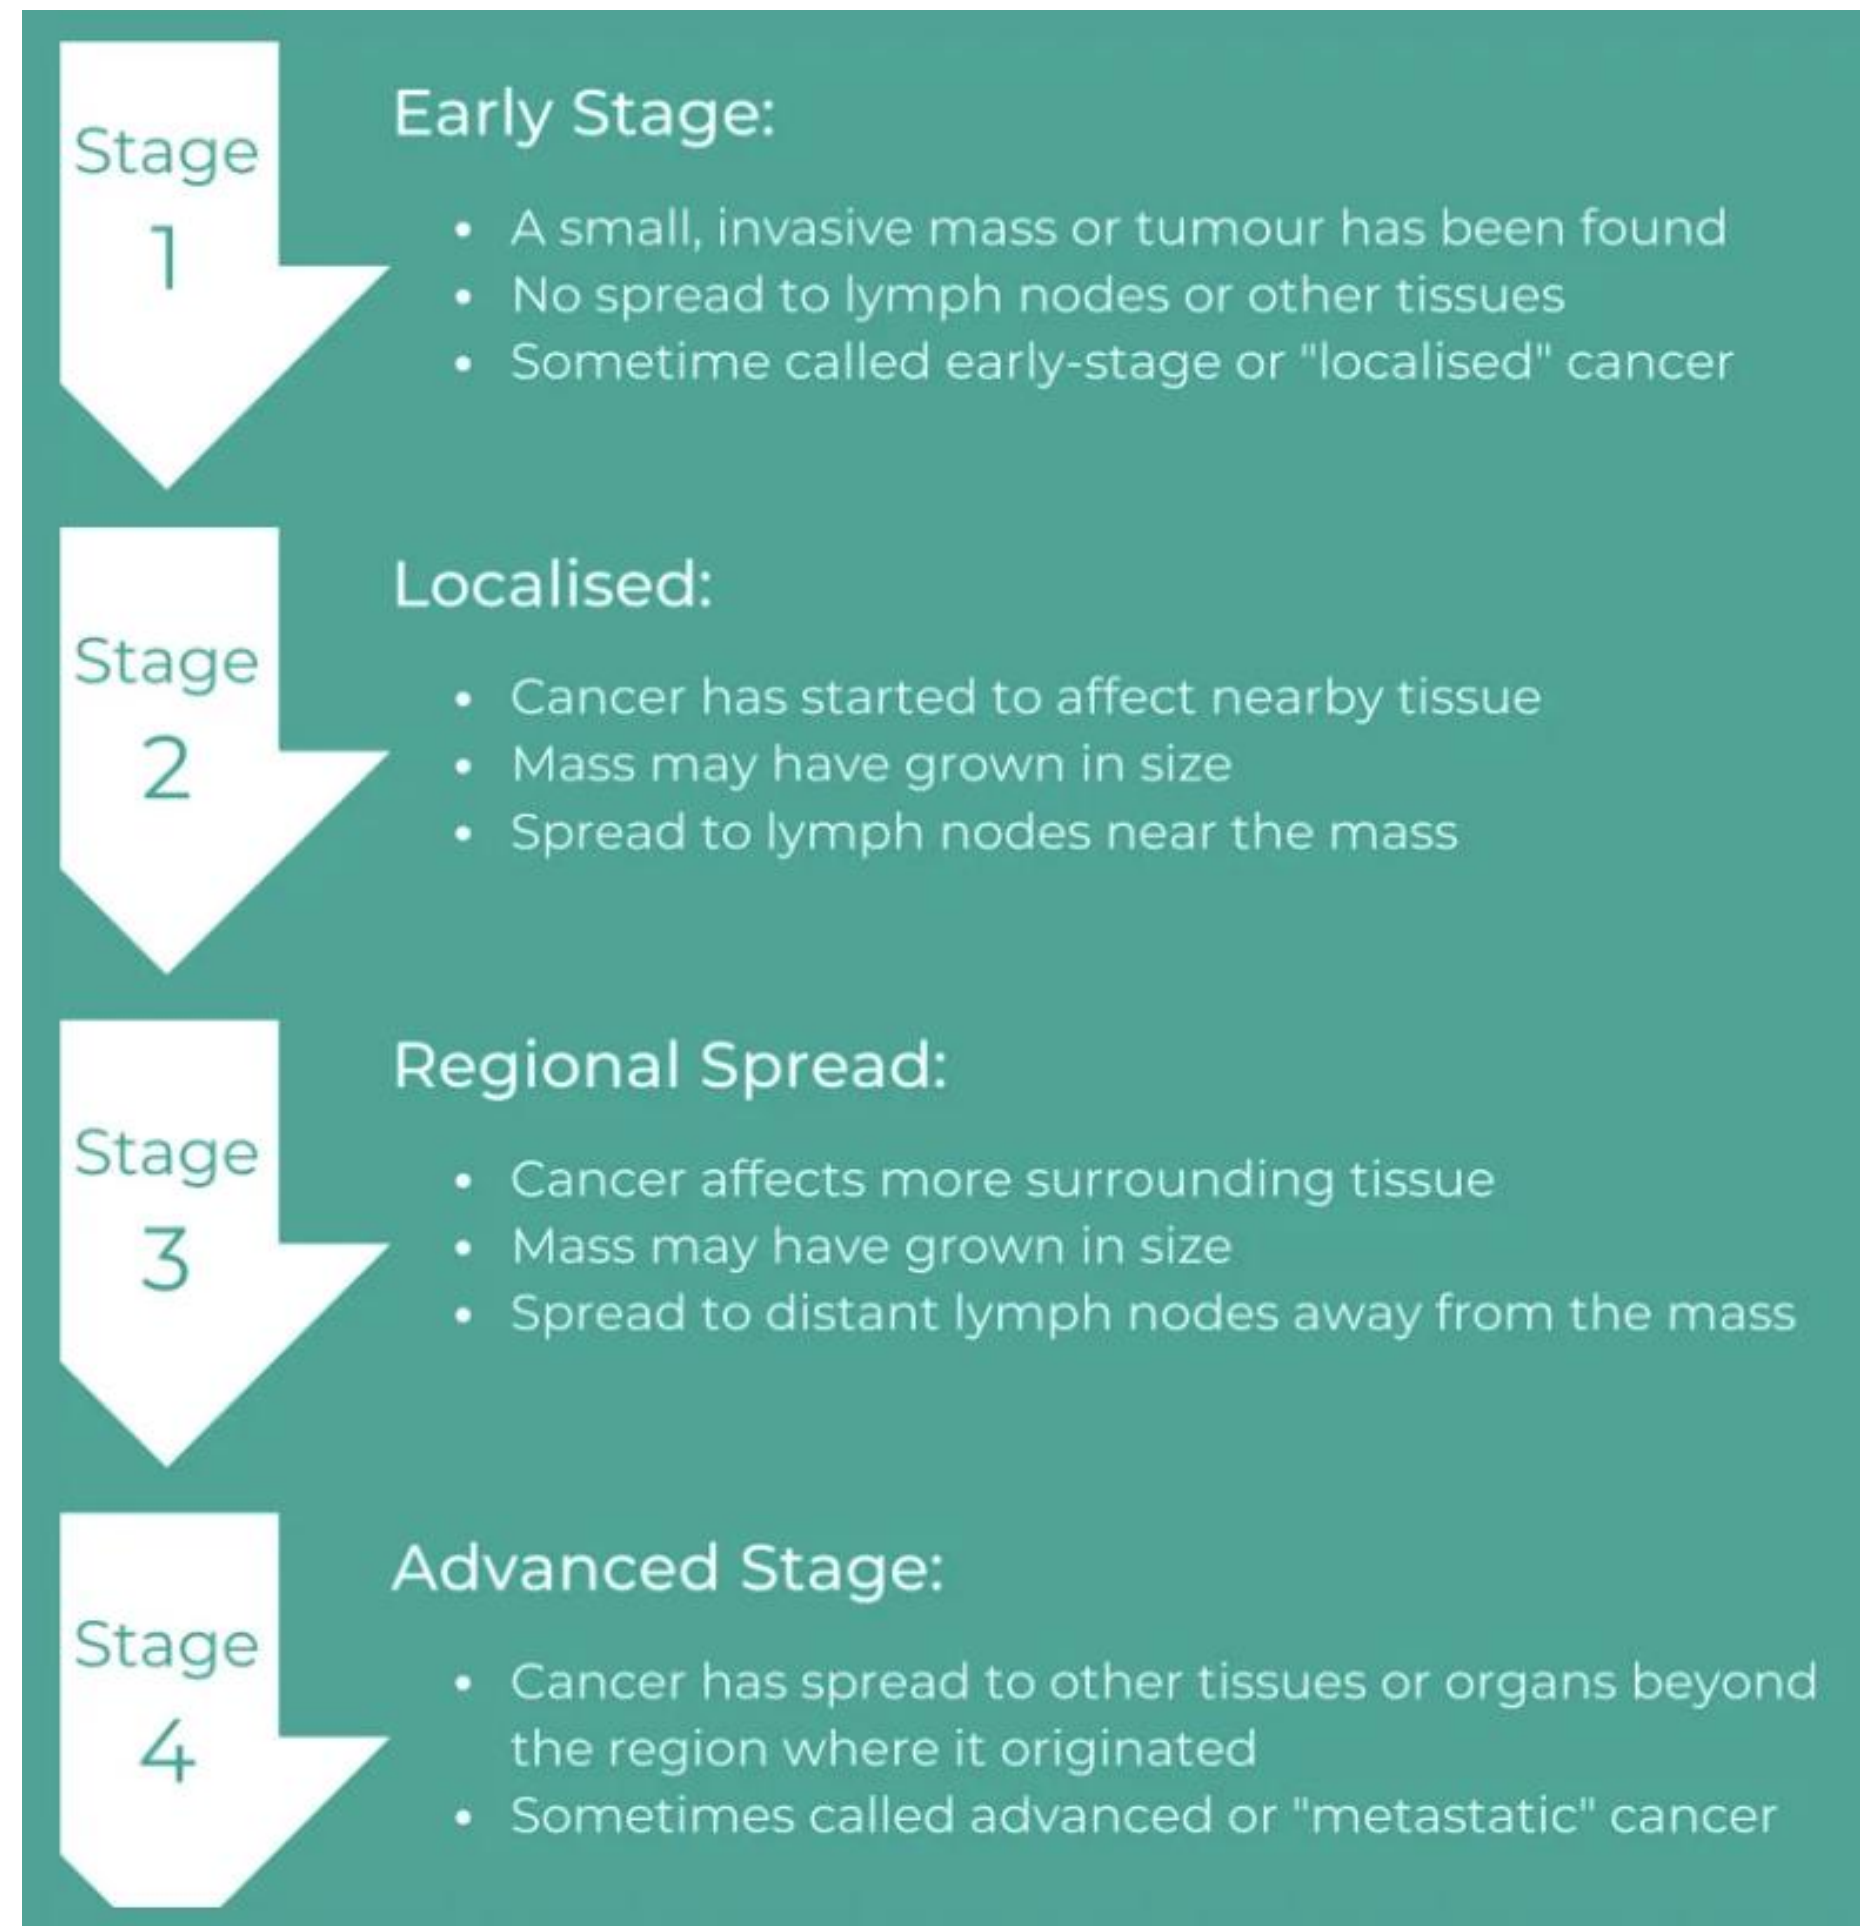 Stage
1
Early Stage:
• A small, invasive mass or tumour has been found
• No spread to lymph nodes or other tissues
• Sometime called early-stage or "localised" cancer
Stage
2
Localised:
• Cancer has started to affect nearby tissue
• Mass may have grown in size
• Spread to lymph nodes near the mass
Stage
3
Regional Spread:
• Cancer affects more surrounding tissue
• Mass may have grown in size
• Spread to distant lymph nodes away from the mass
Stage
4
Advanced Stage:
• Cancer has spread to other tissues or organs beyond
the region where it originated
• Sometimes called advanced or "metastatic" cancer